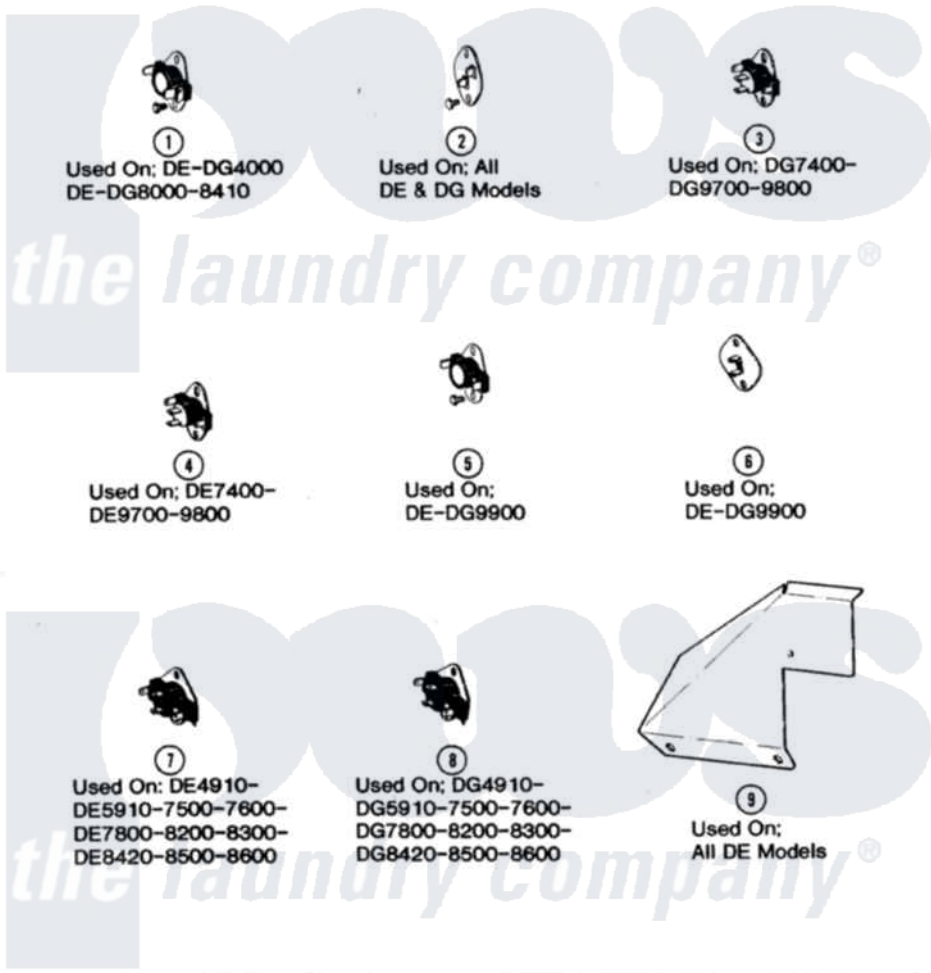 1
Used On; DE-DG4000
DE-DG8000-8410
2
Used On; All
DE & DG Models
3
Used On; DG7400-
DG9700-9800
the laundry company®
4
Used On; DE7400-
DE9700-9800
5
Used On;
DE-DG9900
6
Used On;
DE-DG9900
7
Used On; DE4910-
DE5910-7500-7600-
DE7800-8200-8300-
DE8420-8500-8600
8
Used On; DG4910-
DG5910-7500-7600-
DG7800-8200-8300-
DG8420-8500-8600
9
Used On;
All DE Models
the laundry company®